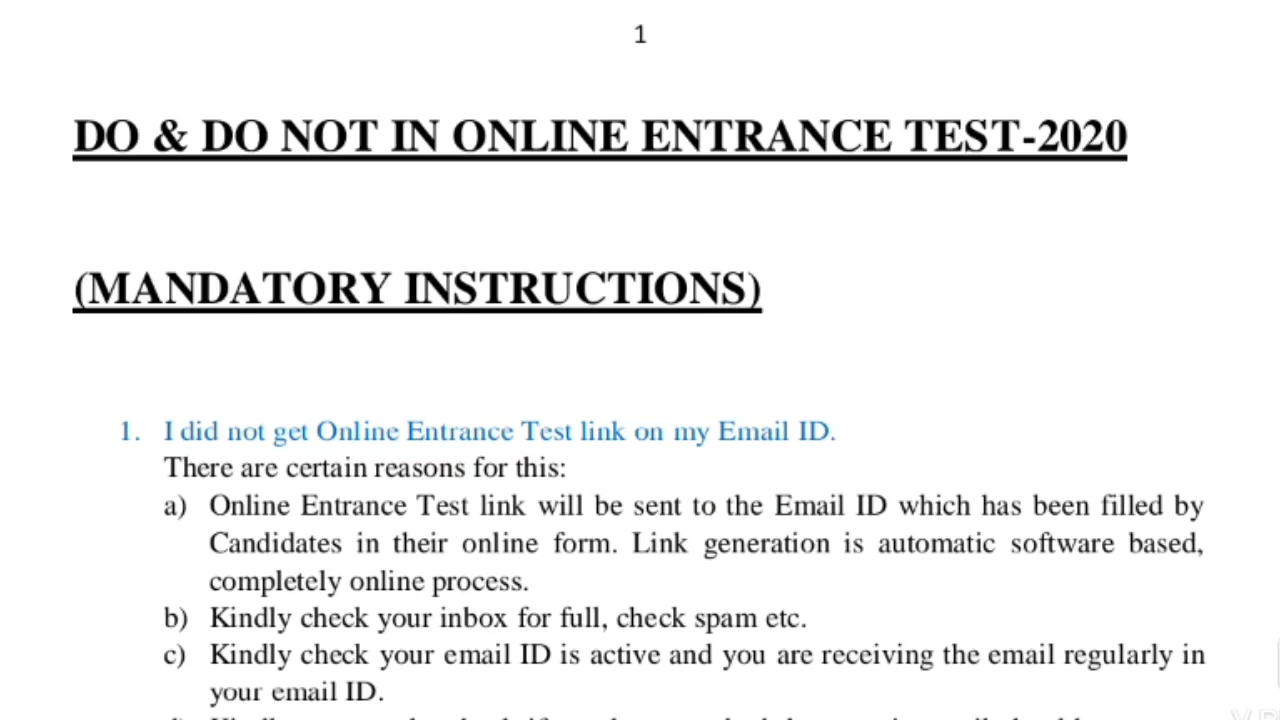 1
DO & DO NOT IN ONLINE ENTRANCE TEST-2020
(MANDATORY INSTRUCTIONS)
1. I did not get Online Entrance Test link on my Email ID.
There are certain reasons for this:
a) Online Entrance Test link will be sent to the Email ID which has been filled by
Candidates in their online form. Link generation is automatic software based,
completely online process.
b) Kindly check your inbox for full, check spam etc.
c) Kindly check your email ID is active and you are receiving the email regularly in
your email ID.